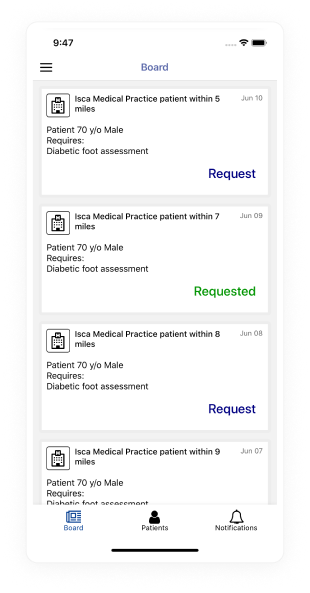 9:47
Board
Isca Medical Practice patient within 5 miles
Jun 10
Patient 70 y/o Male
Requires:
Diabetic foot assessment
Request
Isca Medical Practice patient within 7 miles
Jun 09
Patient 70 y/o Male
Requires:
Diabetic foot assessment
Requested
Isca Medical Practice patient within 8 miles
Jun 08
Patient 70 y/o Male
Requires:
Diabetic foot assessment
Request
Isca Medical Practice patient within 9 miles
Jun 07
Patient 70 y/o Male
Requires:
Diabetic foot assessment
Board
Patients
Notifications